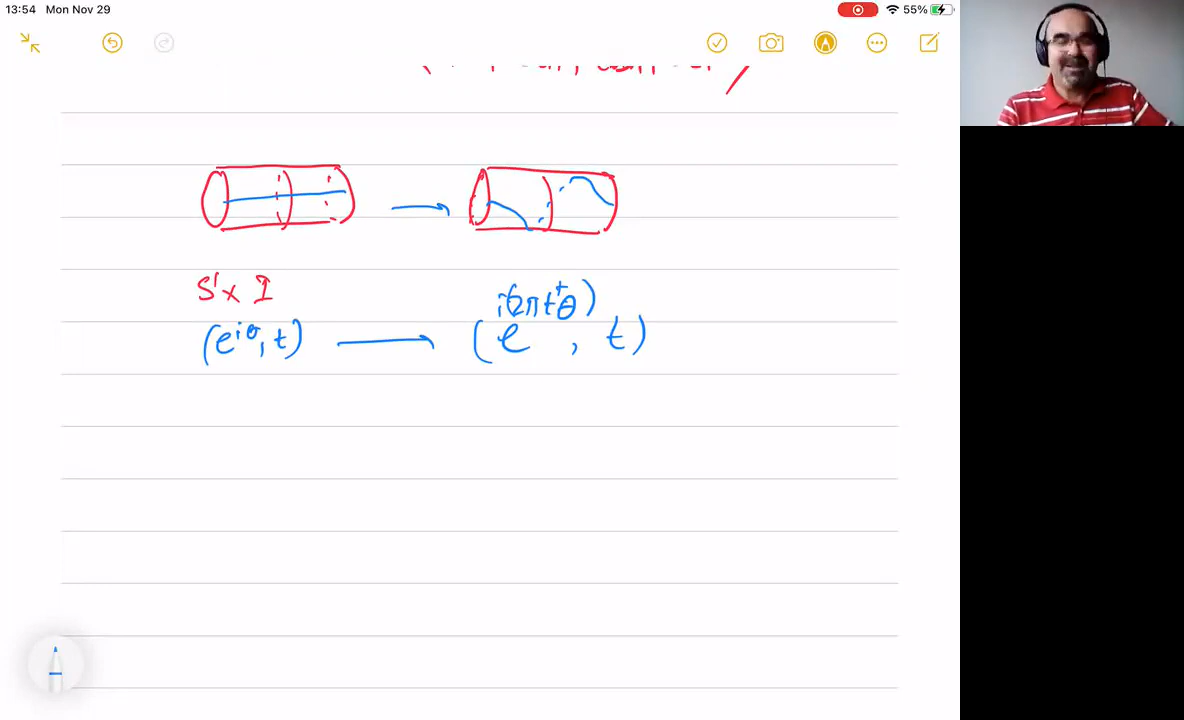 13:54 Mon Nov 29 55%
S¹ x I
(e^{iθ}, t) → (e^{i(2πt+θ)}, t)